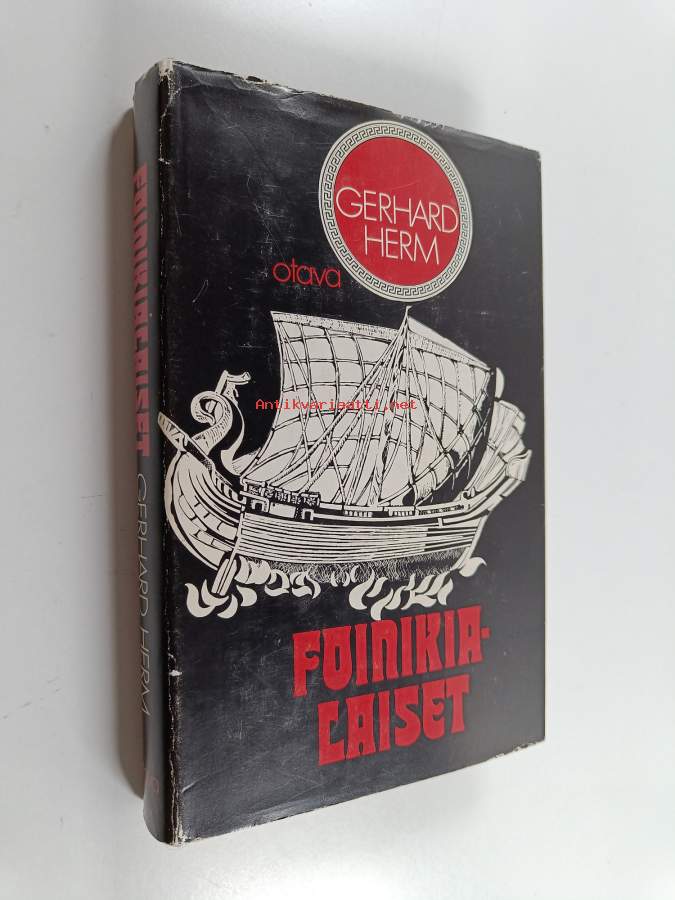 GERHARD
HERM
otava
Antikvariaatti.net
FOINIKIA-
LAISET
FOINIKIALAISET GERHARD HERM